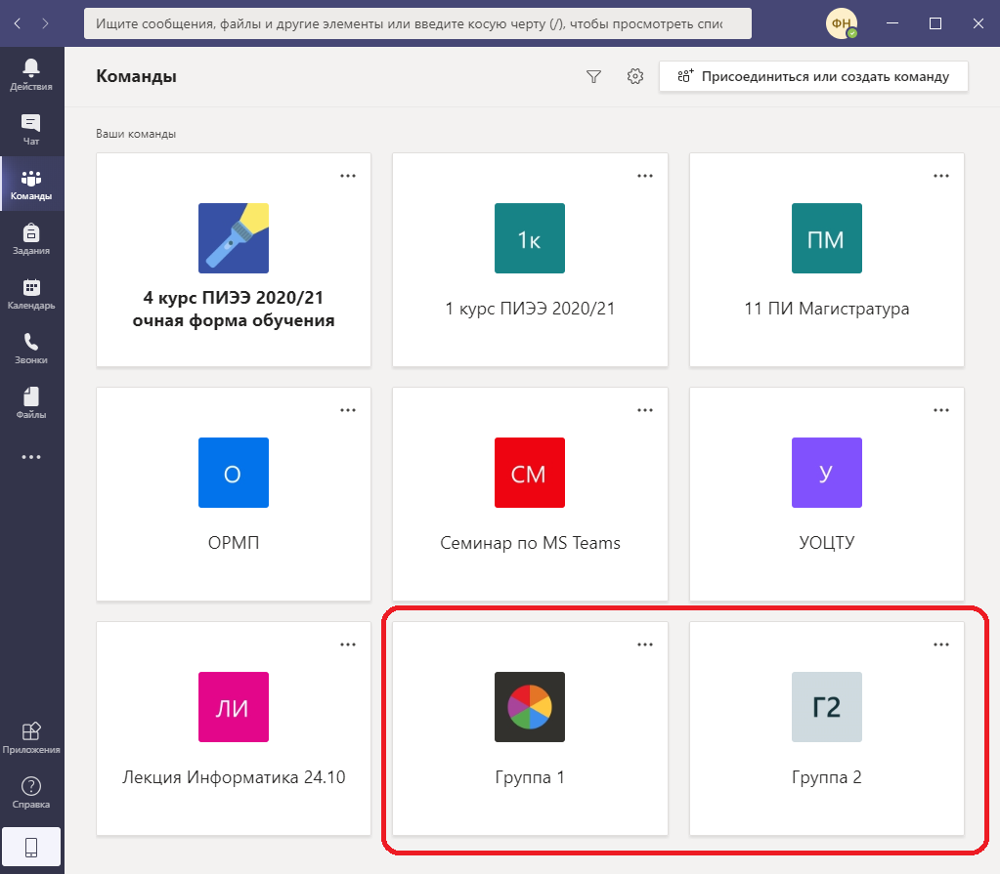 Ищите сообщения, файлы и другие элементы или введите косую черту (/), чтобы просмотреть спис
ФН
Действия
Чат
Команды
Задания
Календарь
Звонки
Файлы
Приложения
Справка
Команды
Присоединиться или создать команду
Ваши команды
4 курс ПИЭЭ 2020/21
очная форма обучения
1к
1 курс ПИЭЭ 2020/21
ПМ
11 ПИ Магистратура
О
ОРМП
СМ
Семинар по MS Teams
У
УОЦТУ
ЛИ
Лекция Информатика 24.10
Группа 1
Г2
Группа 2